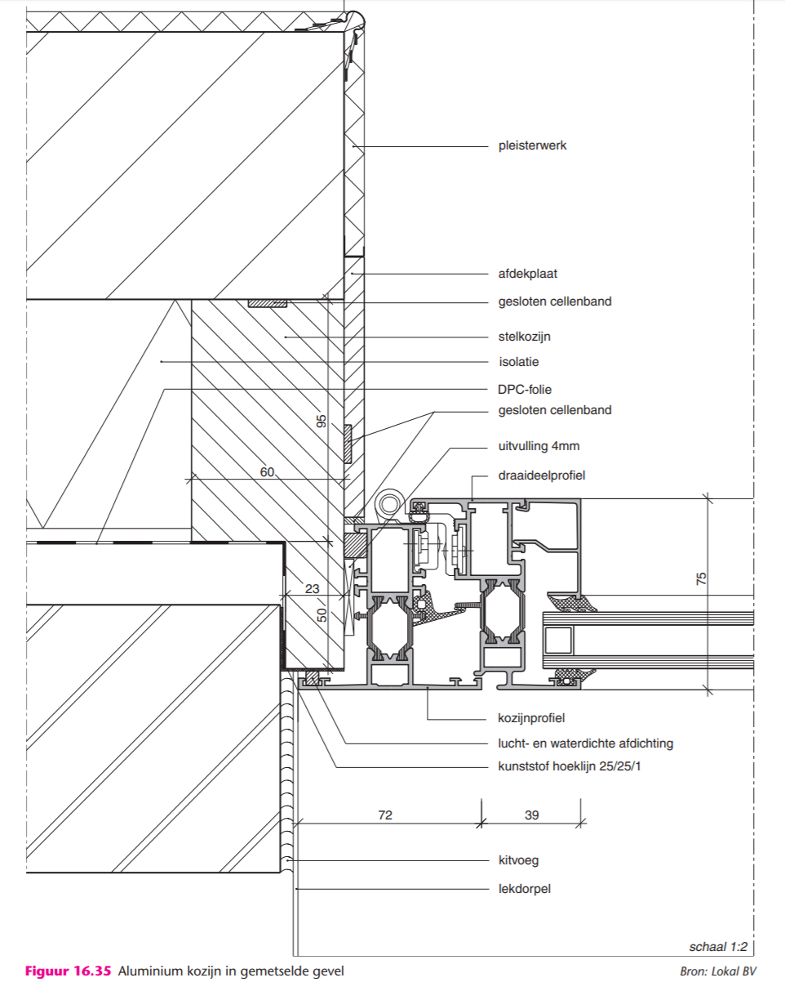 pleisterwerk
afdekplaat
gesloten cellenband
stelkozijn
isolatie
DPC-folie
gesloten cellenband
95
uitvulling 4mm
60
draaideelprofiel
75
23
50
kozijnprofiel
lucht- en waterdichte afdichting
kunststof hoeklijn 25/25/1
72 39
kitvoeg
lekdorpel
schaal 1:2
Figuur 16.35 Aluminium kozijn in gemetselde gevel
Bron: Lokal BV